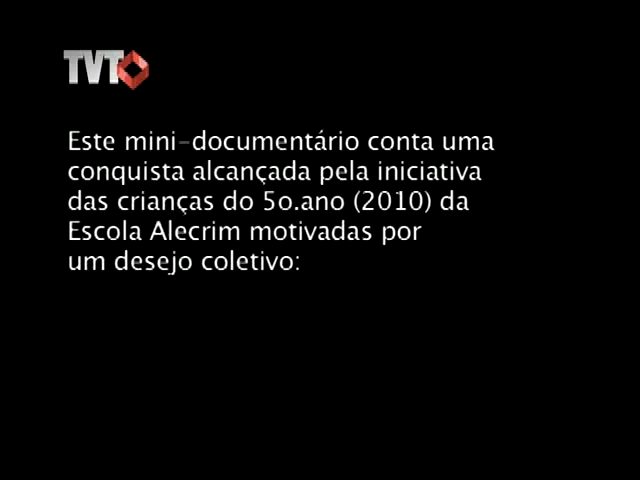 TVT
Este mini-documentário conta uma
conquista alcançada pela iniciativa
das crianças do 5o.ano (2010) da
Escola Alecrim motivadas por
um desejo coletivo: